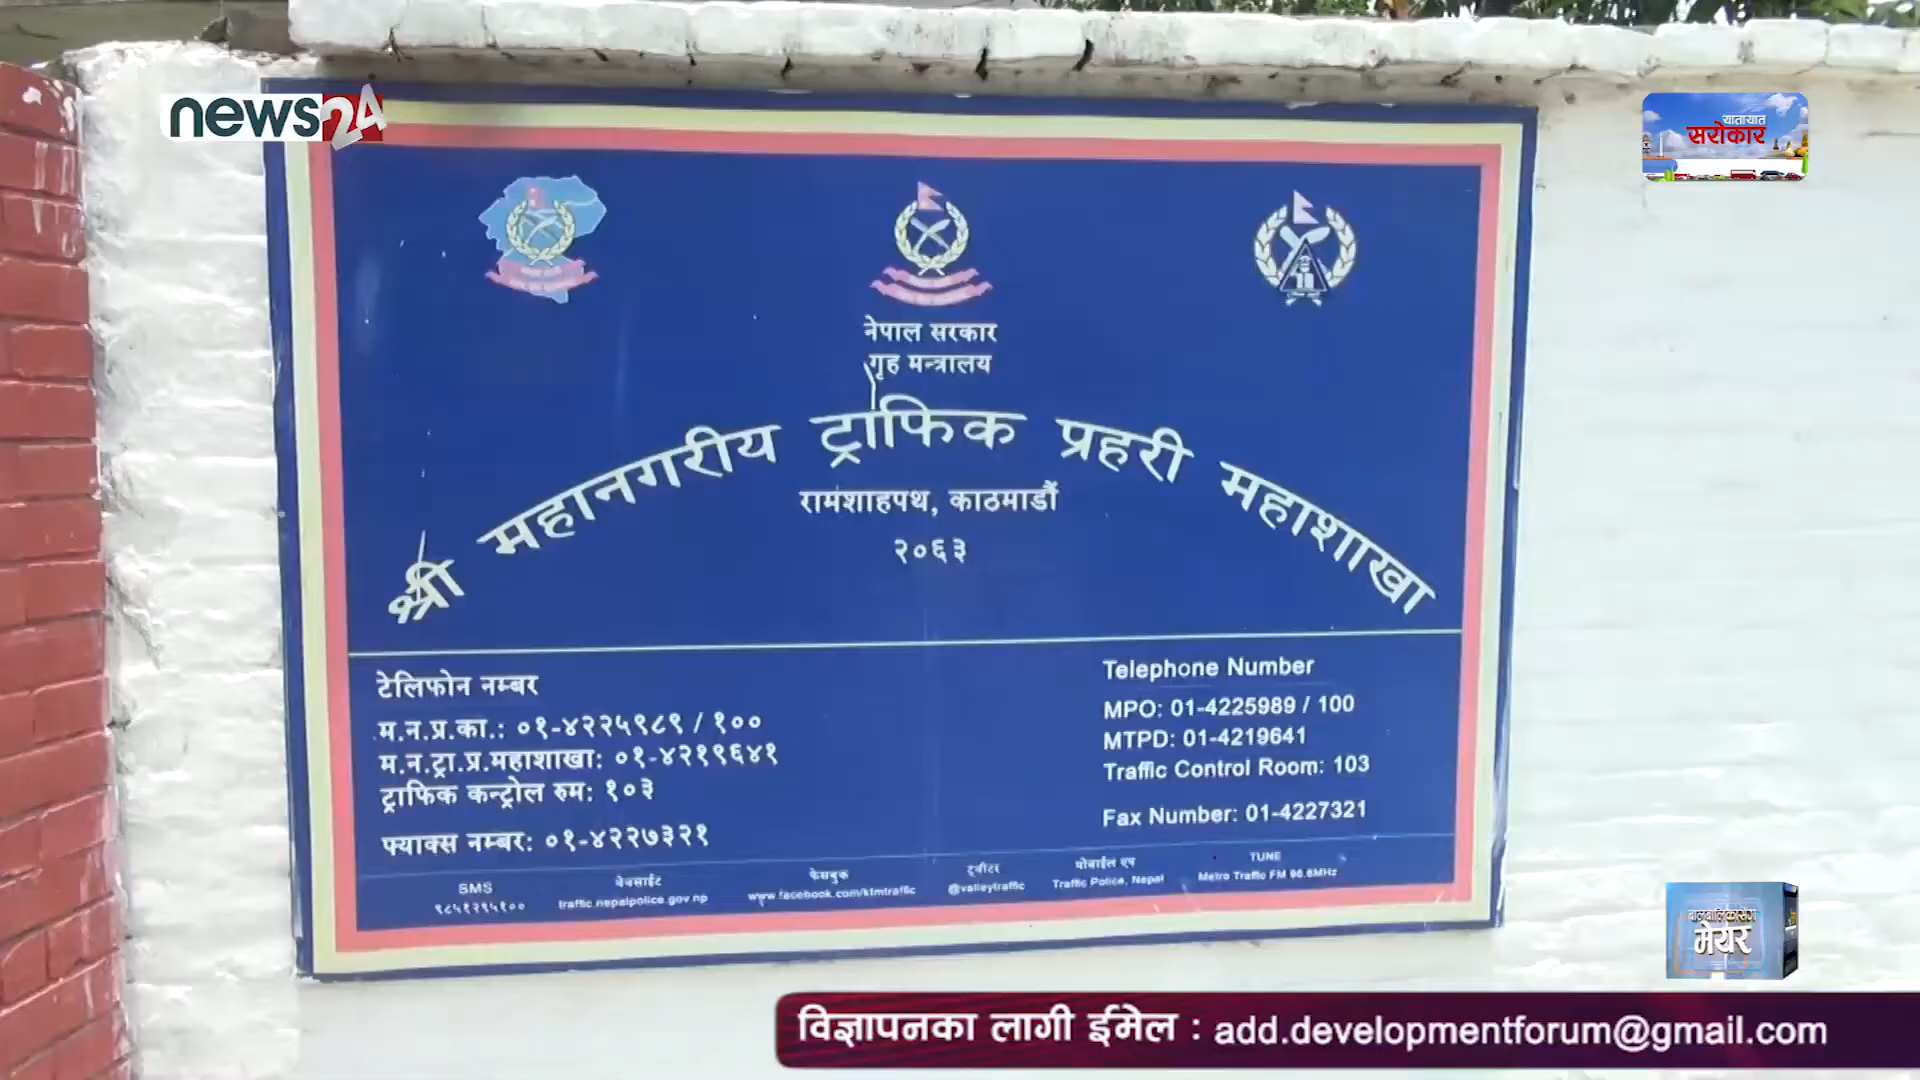 news24
यातायात
सरोकार
नेपाल सरकार
गृह मन्त्रालय
श्री महानगरीय ट्राफिक प्रहरी महाशाखा
रामशाहपथ, काठमाडौं
२०६३
टेलिफोन नम्बर
म.न.प्र.का.: ०१-४२२५९८९ / १००
म.न.ट्रा.प्र.महाशाखा: ०१-४२१९६४१
ट्राफिक कन्ट्रोल रुम: १०३
फ्याक्स नम्बर: ०१-४२२७३२१
Telephone Number
MPO: 01-4225989 / 100
MTPD: 01-4219641
Traffic Control Room: 103
Fax Number: 01-4227321
SMS
९८५१२९५१००
वेवसाईट
traffic.nepalpolice.gov.np
फेसबुक
www.facebook.com/ktmtraffic
ट्वीटर
@valleytraffic
मोबाईल एप
Traffic Police, Nepal
TUNE
Metro Traffic FM 96.6MHz
बालबालिकासँग
मेयर
विज्ञापनका लागी ईमेल : add.developmentforum@gmail.com